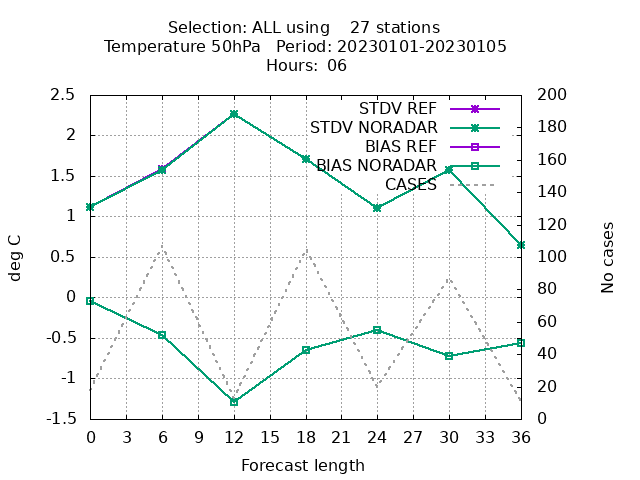 Selection: ALL using    27 stations
Temperature 50hPa   Period: 20230101-20230105
Hours:  06
2.5
2
1.5
1
0.5
0
-0.5
-1
-1.5
deg C
STDV REF
STDV NORADAR
BIAS REF
BIAS NORADAR
CASES
200
180
160
140
120
100
80
60
40
20
0
No cases
0 3 6 9 12 15 18 21 24 27 30 33 36
Forecast length